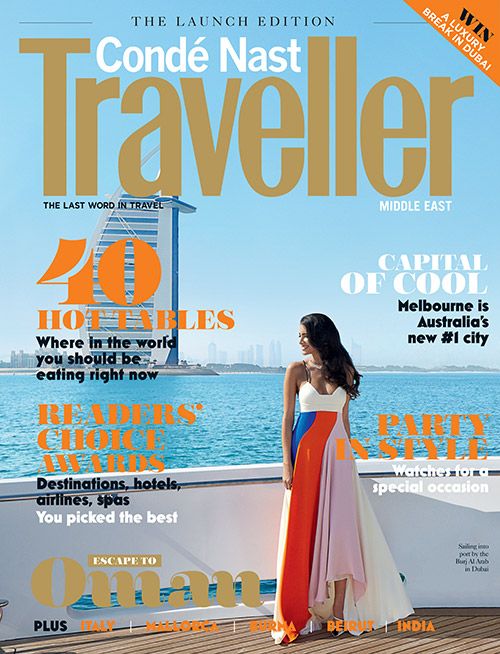 THE LAUNCH EDITION
WIN
A LUXURY
BREAK IN DUBAI
Condé Nast
Traveller
THE LAST WORD IN TRAVEL
MIDDLE EAST
40
HOT TABLES
Where in the world
you should be
eating right now
CAPITAL
OF COOL
Melbourne is
Australia's
new #1 city
READERS'
CHOICE
AWARDS
Destinations, hotels,
airlines, spas
You picked the best
PARTY
IN STYLE
Watches for a
special occasion
Sailing into
port by the
Burj Al Arab
in Dubai
ESCAPE TO
Oman
PLUS ITALY | MALLORCA | BURMA | BEIRUT | INDIA